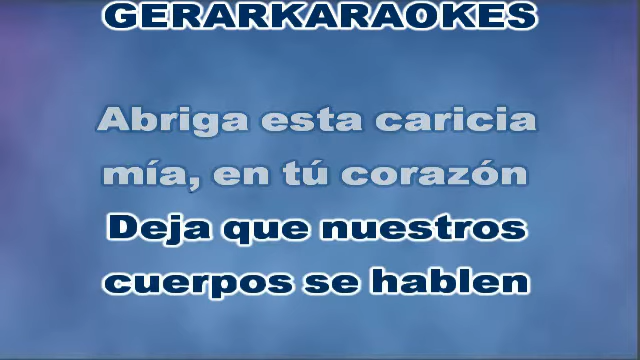 GERARKARAOKES
Abriga esta caricia
mía, en tú corazón
Deja que nuestros
cuerpos se hablen